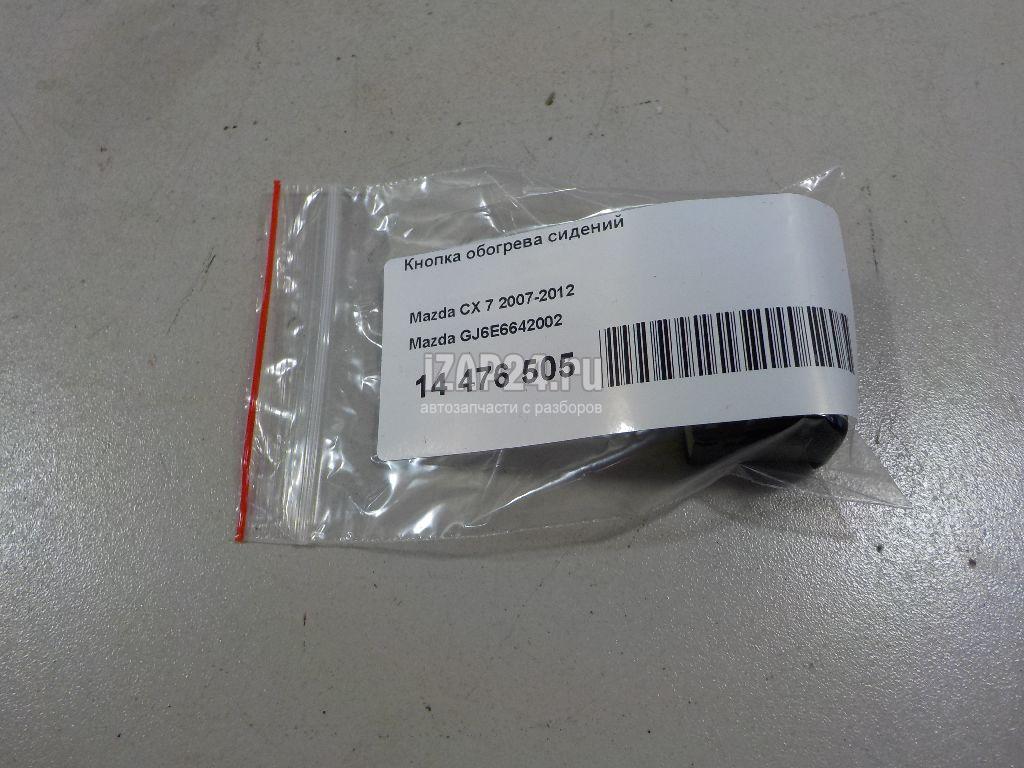 Кнопка обогрева сидений
Mazda CX 7 2007-2012
Mazda GJ6E6642002
14 476 505
iZAP24.ru
автозапчасти с разборов